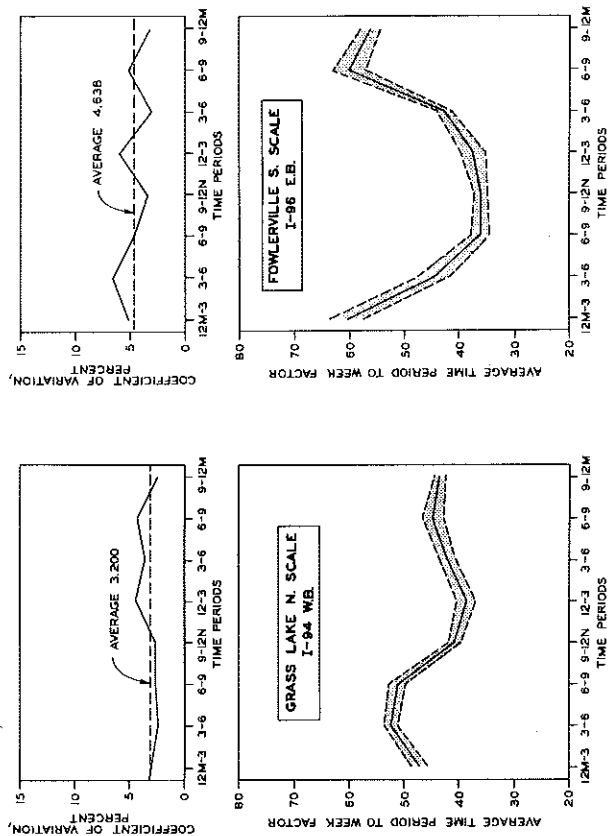 COEFFICIENT OF VARIATION,
PERCENT
15
10
5
0
AVERAGE 3.200
12M-3 3-6 6-9 9-12N 12-3 3-6 6-9 9-12M
TIME PERIODS
AVERAGE TIME PERIOD TO WEEK FACTOR
80
70
60
50
40
30
20
GRASS LAKE N. SCALE
I-94 W.B.
12M-3 3-6 6-9 9-12N 12-3 3-6 6-9 9-12M
TIME PERIODS
COEFFICIENT OF VARIATION,
PERCENT
15
10
5
0
AVERAGE 4.638
12M-3 3-6 6-9 9-12N 12-3 3-6 6-9 9-12M
TIME PERIODS
AVERAGE TIME PERIOD TO WEEK FACTOR
80
70
60
50
40
30
20
FOWLERVILLE S. SCALE
I-96 E.B.
12M-3 3-6 6-9 9-12N 12-3 3-6 6-9 9-12M
TIME PERIODS